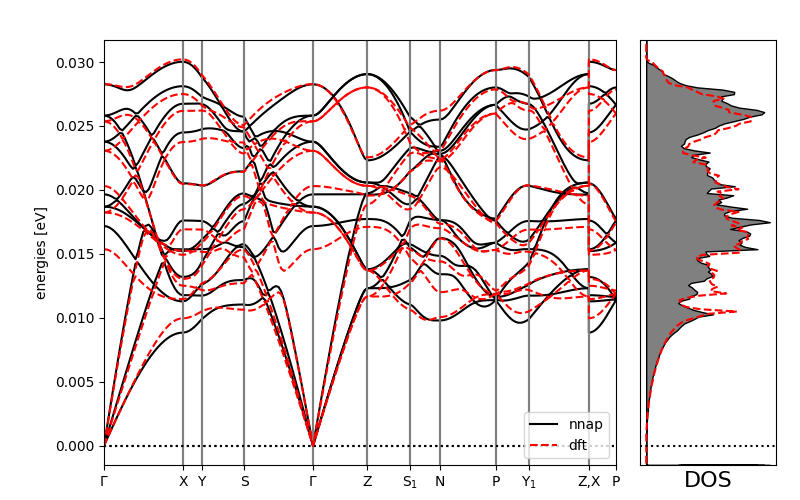 energies [eV]
0.030
0.025
0.020
0.015
0.010
0.005
0.000
nnap
dft
Γ X Y S Γ Z S₁ N P Y₁ Z,X P
DOS